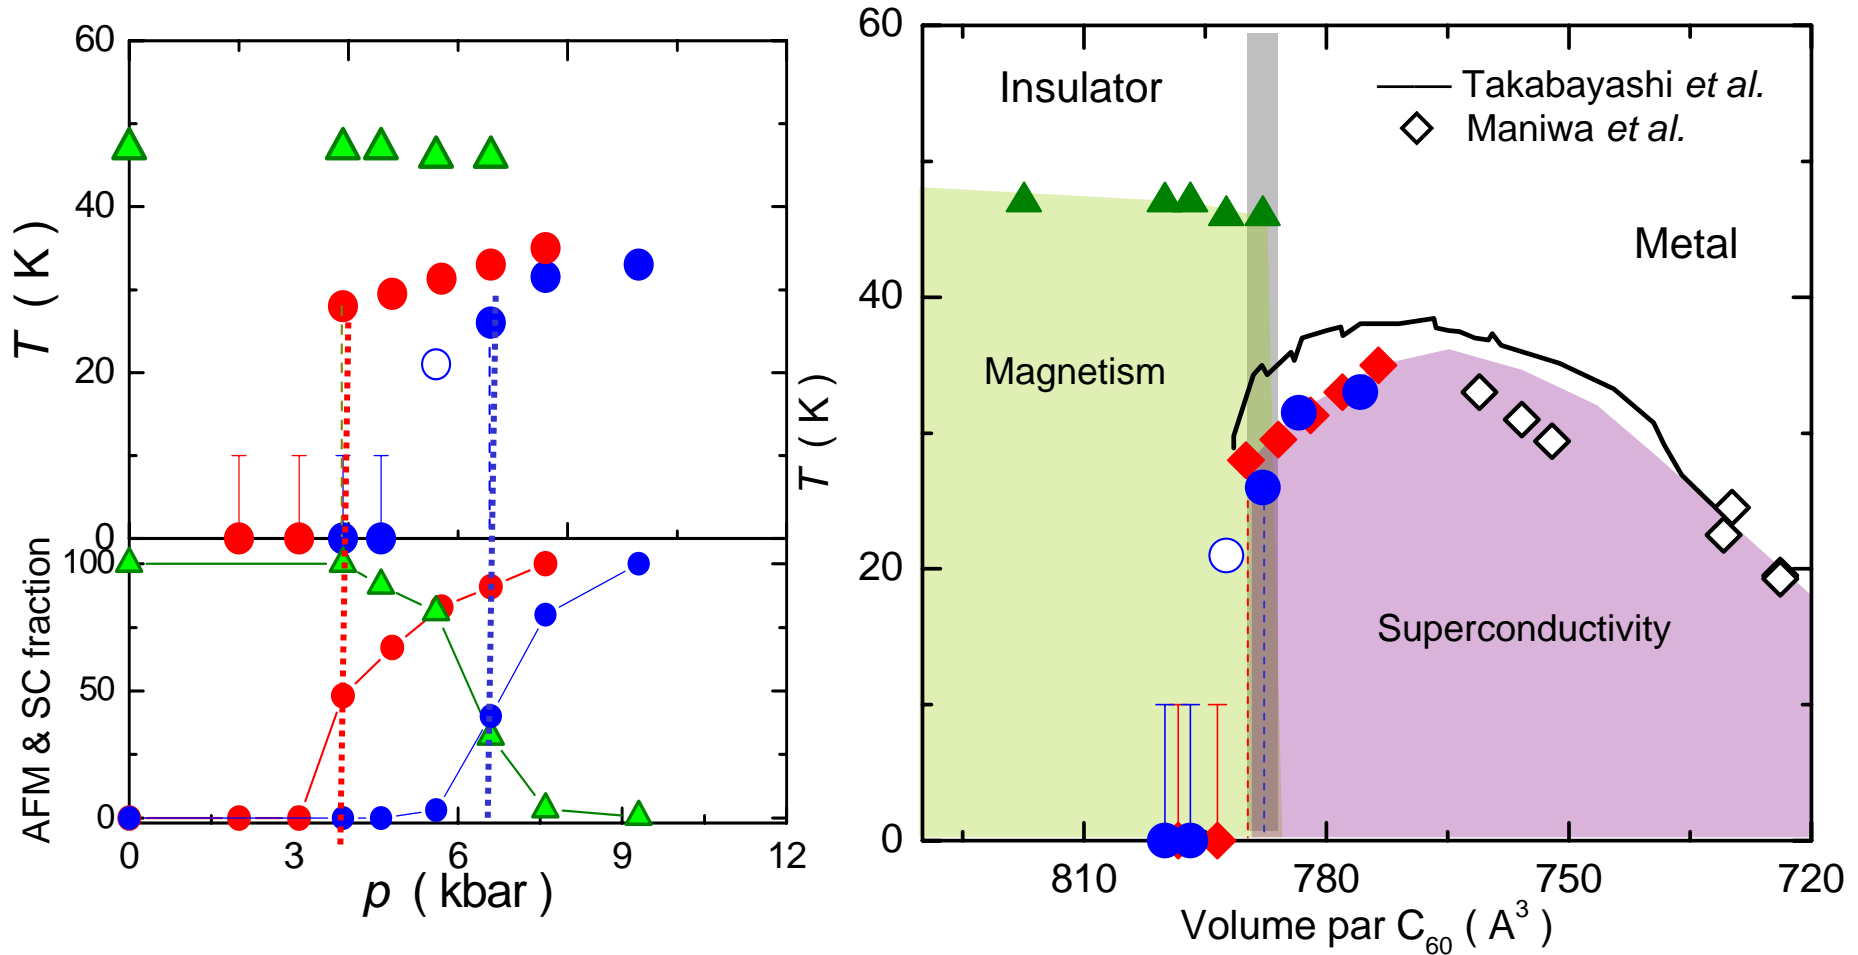 60
40
20
0
T ( K )
100
50
0
AFM & SC fraction
0 3 6 9 12
p ( kbar )
60
40
20
0
T ( K )
Insulator
Takabayashi et al.
Maniwa et al.
Metal
Magnetism
Superconductivity
810 780 750 720
Volume par C60 ( A3 )